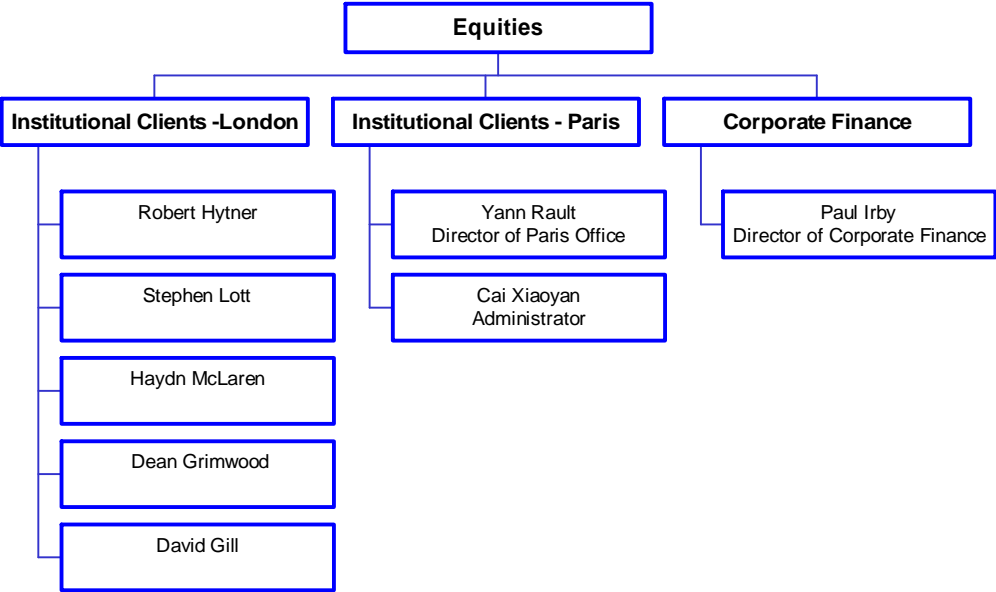 Equities
Institutional Clients -London
Institutional Clients - Paris
Corporate Finance
Robert Hytner
Stephen Lott
Haydn McLaren
Dean Grimwood
David Gill
Yann Rault
Director of Paris Office
Cai Xiaoyan
Administrator
Paul Irby
Director of Corporate Finance